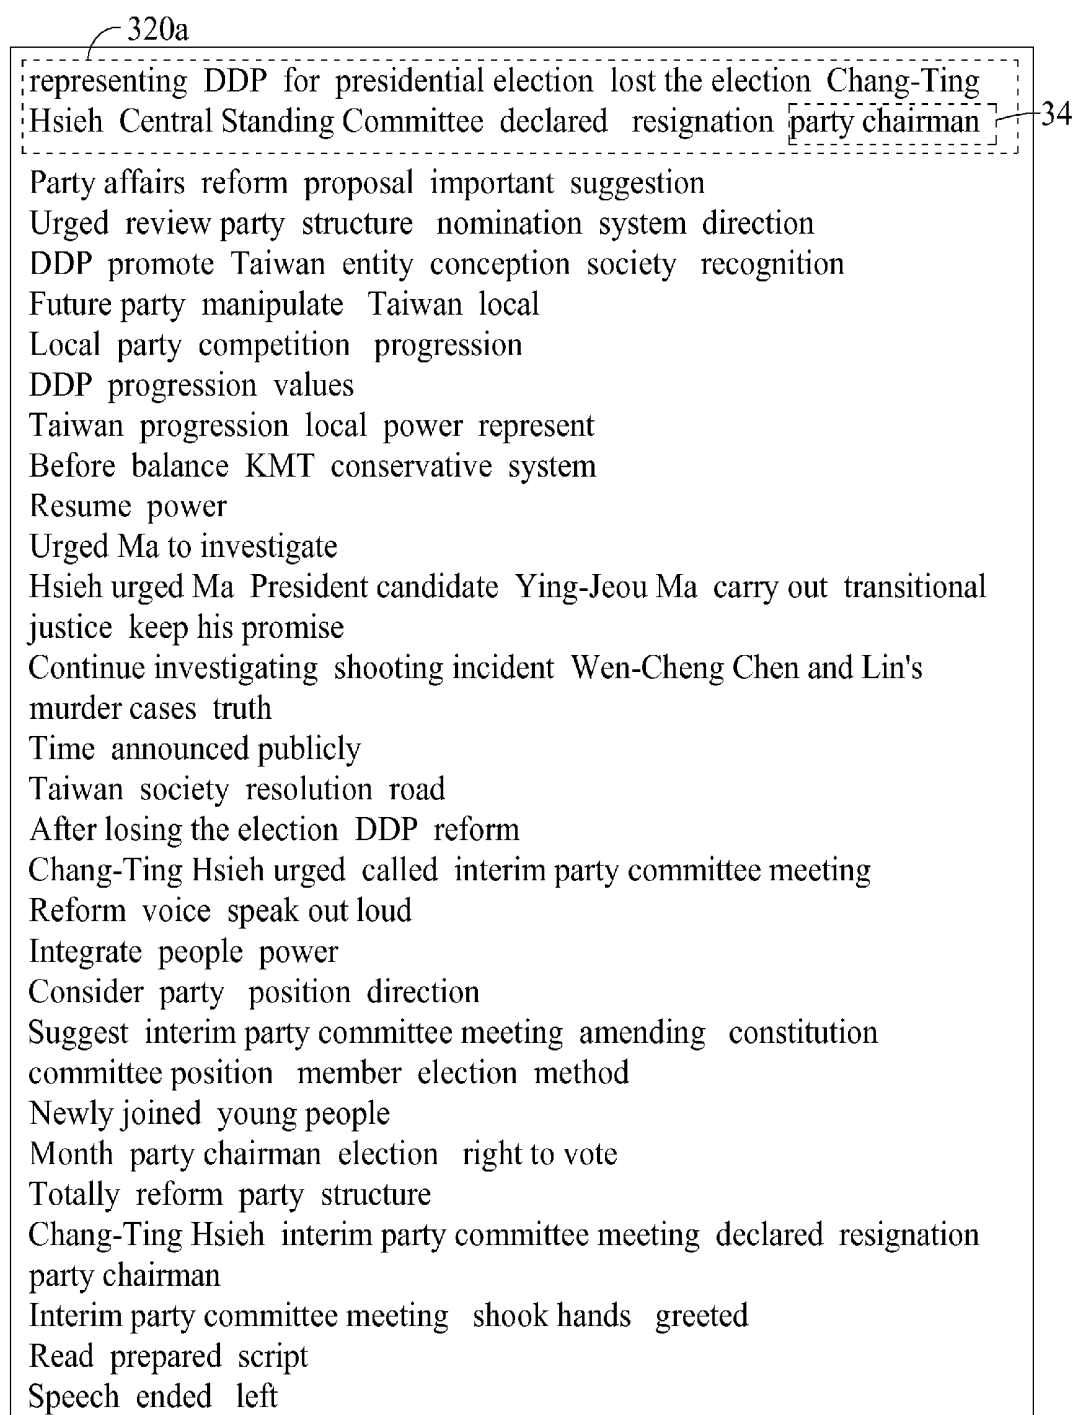 320a
representing DDP for presidential election lost the election Chang-Ting
Hsieh Central Standing Committee declared resignation party chairman
34
Party affairs reform proposal important suggestion
Urged review party structure nomination system direction
DDP promote Taiwan entity conception society recognition
Future party manipulate Taiwan local
Local party competition progression
DDP progression values
Taiwan progression local power represent
Before balance KMT conservative system
Resume power
Urged Ma to investigate
Hsieh urged Ma President candidate Ying-Jeou Ma carry out transitional
justice keep his promise
Continue investigating shooting incident Wen-Cheng Chen and Lin's
murder cases truth
Time announced publicly
Taiwan society resolution road
After losing the election DDP reform
Chang-Ting Hsieh urged called interim party committee meeting
Reform voice speak out loud
Integrate people power
Consider party position direction
Suggest interim party committee meeting amending constitution
committee position member election method
Newly joined young people
Month party chairman election right to vote
Totally reform party structure
Chang-Ting Hsieh interim party committee meeting declared resignation
party chairman
Interim party committee meeting shook hands greeted
Read prepared script
Speech ended left